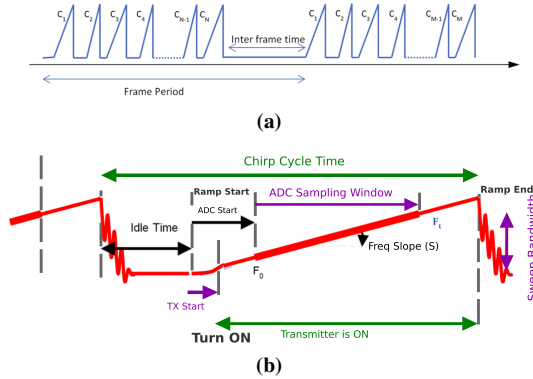 C1 C2 C3 C4 CN-1 CN C1 C2 C3 C4 CM-1 CM
Inter frame time
Frame Period
(a)
Chirp Cycle Time
Ramp Start
ADC Sampling Window
Ramp End
ADC Start
Ft
Idle Time
Freq Slope (S)
Sweep Bandwidth
F0
TX Start
Turn ON
Transmitter is ON
(b)